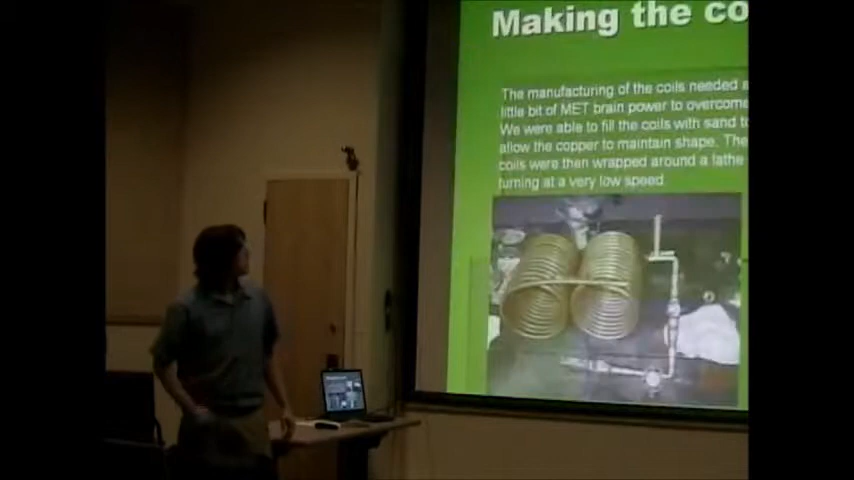 Making the co
The manufacturing of the coils needed a
little bit of MET brain power to overcome
We were able to fill the coils with sand to
allow the copper to maintain shape. The
coils were then wrapped around a lathe
turning at a very low speed